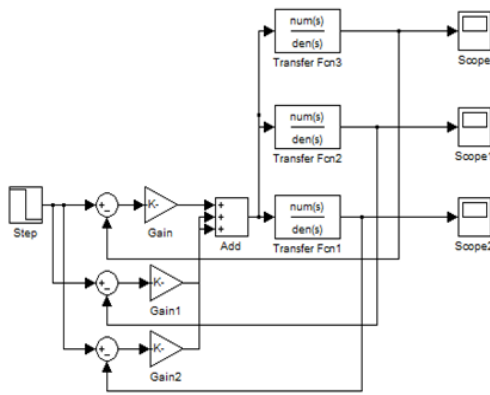 num(s)
den(s)
Transfer Fcn3
Scope
num(s)
den(s)
Transfer Fcn2
Scope1
Step
+
-
K-
Gain
+
+
+
Add
num(s)
den(s)
Transfer Fcn1
Scope2
+
-
K-
Gain1
+
-
K-
Gain2